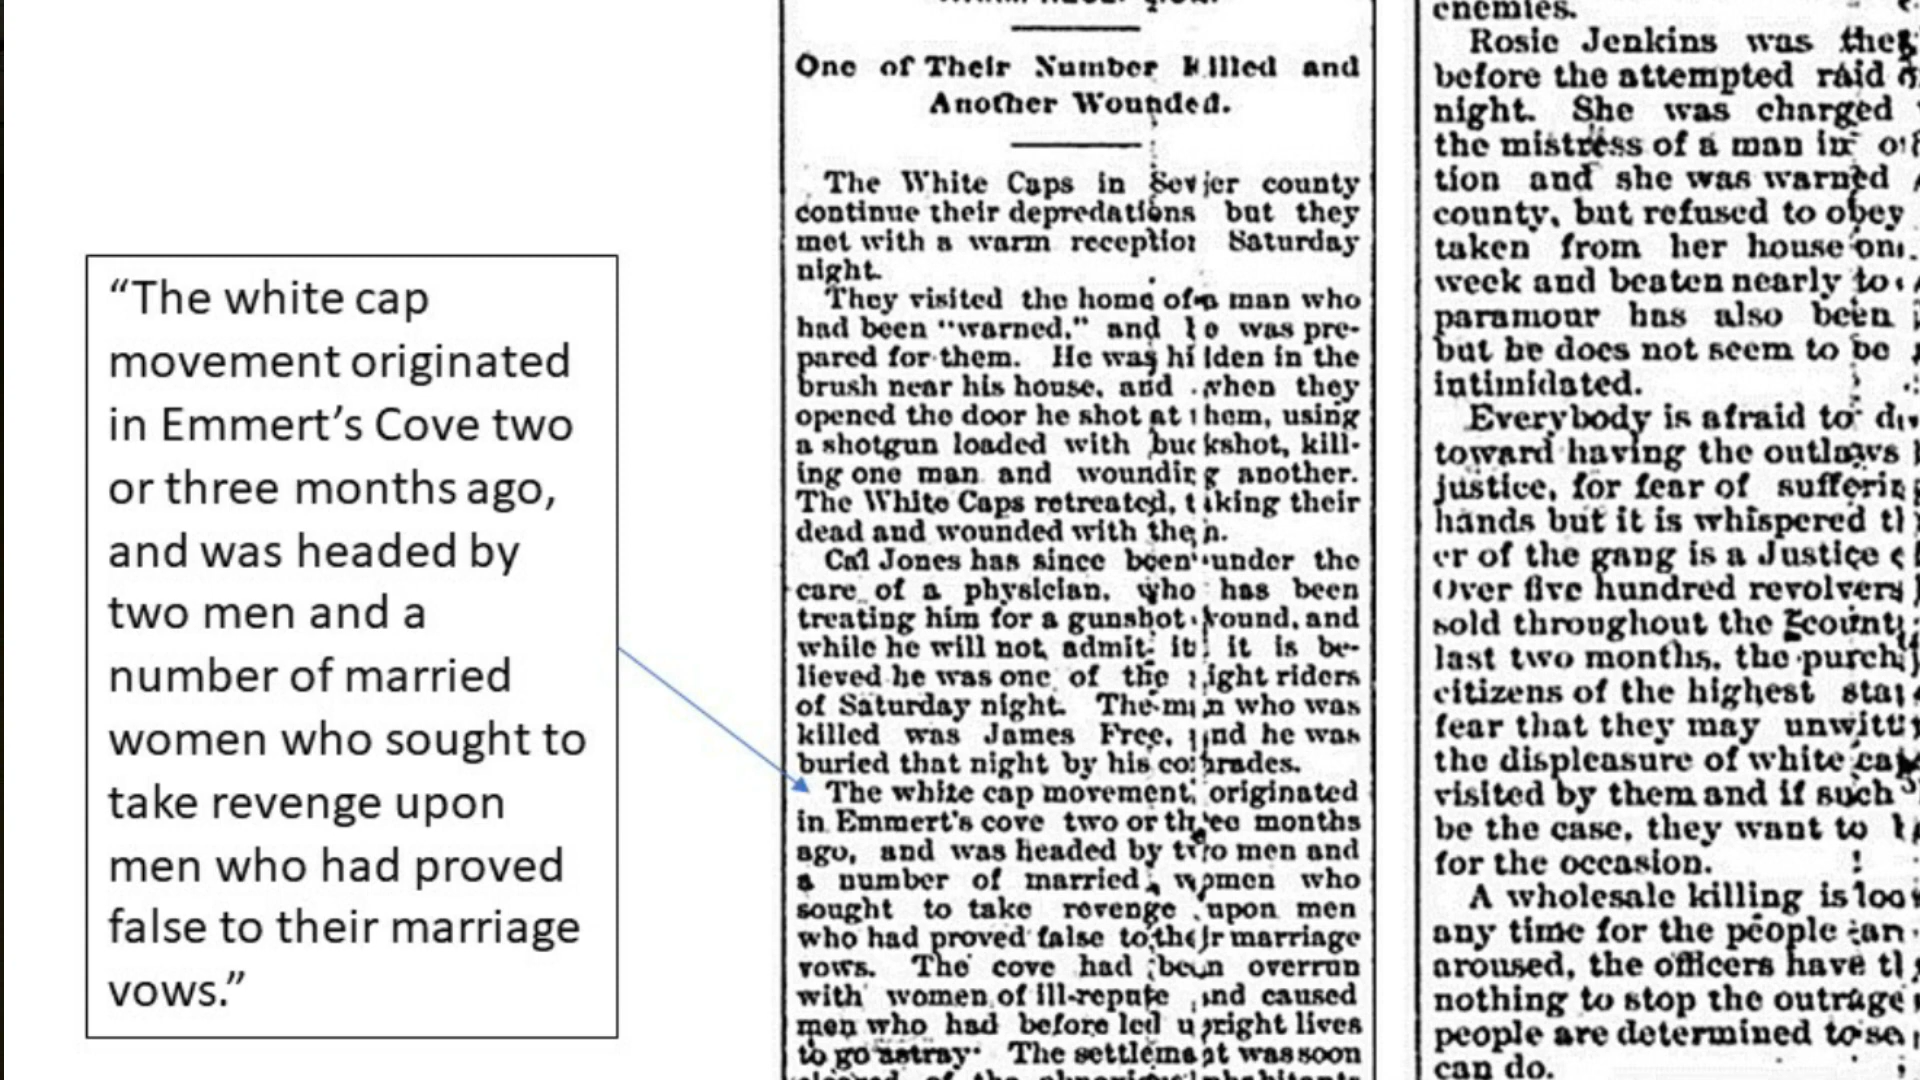 “The white cap
movement originated
in Emmert’s Cove two
or three months ago,
and was headed by
two men and a
number of married
women who sought to
take revenge upon
men who had proved
false to their marriage
vows.”
One of Their Number Killed and
Another Wounded.
The White Caps in Sevier county
continue their depredations but they
met with a warm reception Saturday
night.
They visited the home of a man who
had been "warned," and he was pre-
pared for them. He was hidden in the
brush near his house, and when they
opened the door he shot at them, using
a shotgun loaded with buckshot, kill-
ing one man and wounding another.
The White Caps retreated, taking their
dead and wounded with them.
Cal Jones has since been under the
care of a physician, who has been
treating him for a gunshot wound, and
while he will not admit it, it is be-
lieved he was one of the night riders
of Saturday night. The man who was
killed was James Free, and he was
buried that night by his comrades.
The white cap movement originated
in Emmert's cove two or three months
ago, and was headed by two men and
a number of married women who
sought to take revenge upon men
who had proved false to their marriage
vows. The cove had been overrun
with women of ill-repute and caused
men who had before led upright lives
to go astray. The settlement was soon
enemies.
Rosie Jenkins was
before the attempted raid
night. She was charged
the mistress of a man in
tion and she was warned
county, but refused to obey
taken from her house
week and beaten nearly to
paramour has also been
but he does not seem to be
intimidated.
Everybody is afraid to
toward having the outlaws
justice, for fear of
hands but it is whispered
er of the gang is a Justice
Over five hundred revolvers
sold throughout the
last two months, the
citizens of the highest
fear that they may
the displeasure of white
visited by them and if such
be the case, they want to
for the occasion.
A wholesale killing is
any time for the people
aroused, the officers have
nothing to stop the
people are determined to
can do.